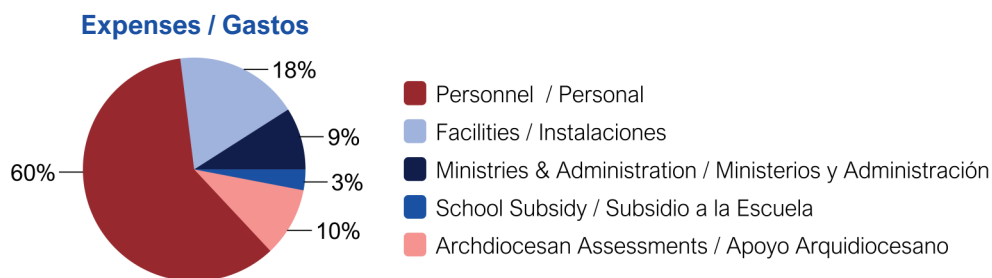 Expenses / Gastos
18%
9%
60%
3%
10%
Personnel / Personal
Facilities / Instalaciones
Ministries & Administration / Ministerios y Administración
School Subsidy / Subsidio a la Escuela
Archdiocesan Assessments / Apoyo Arquidiocesano